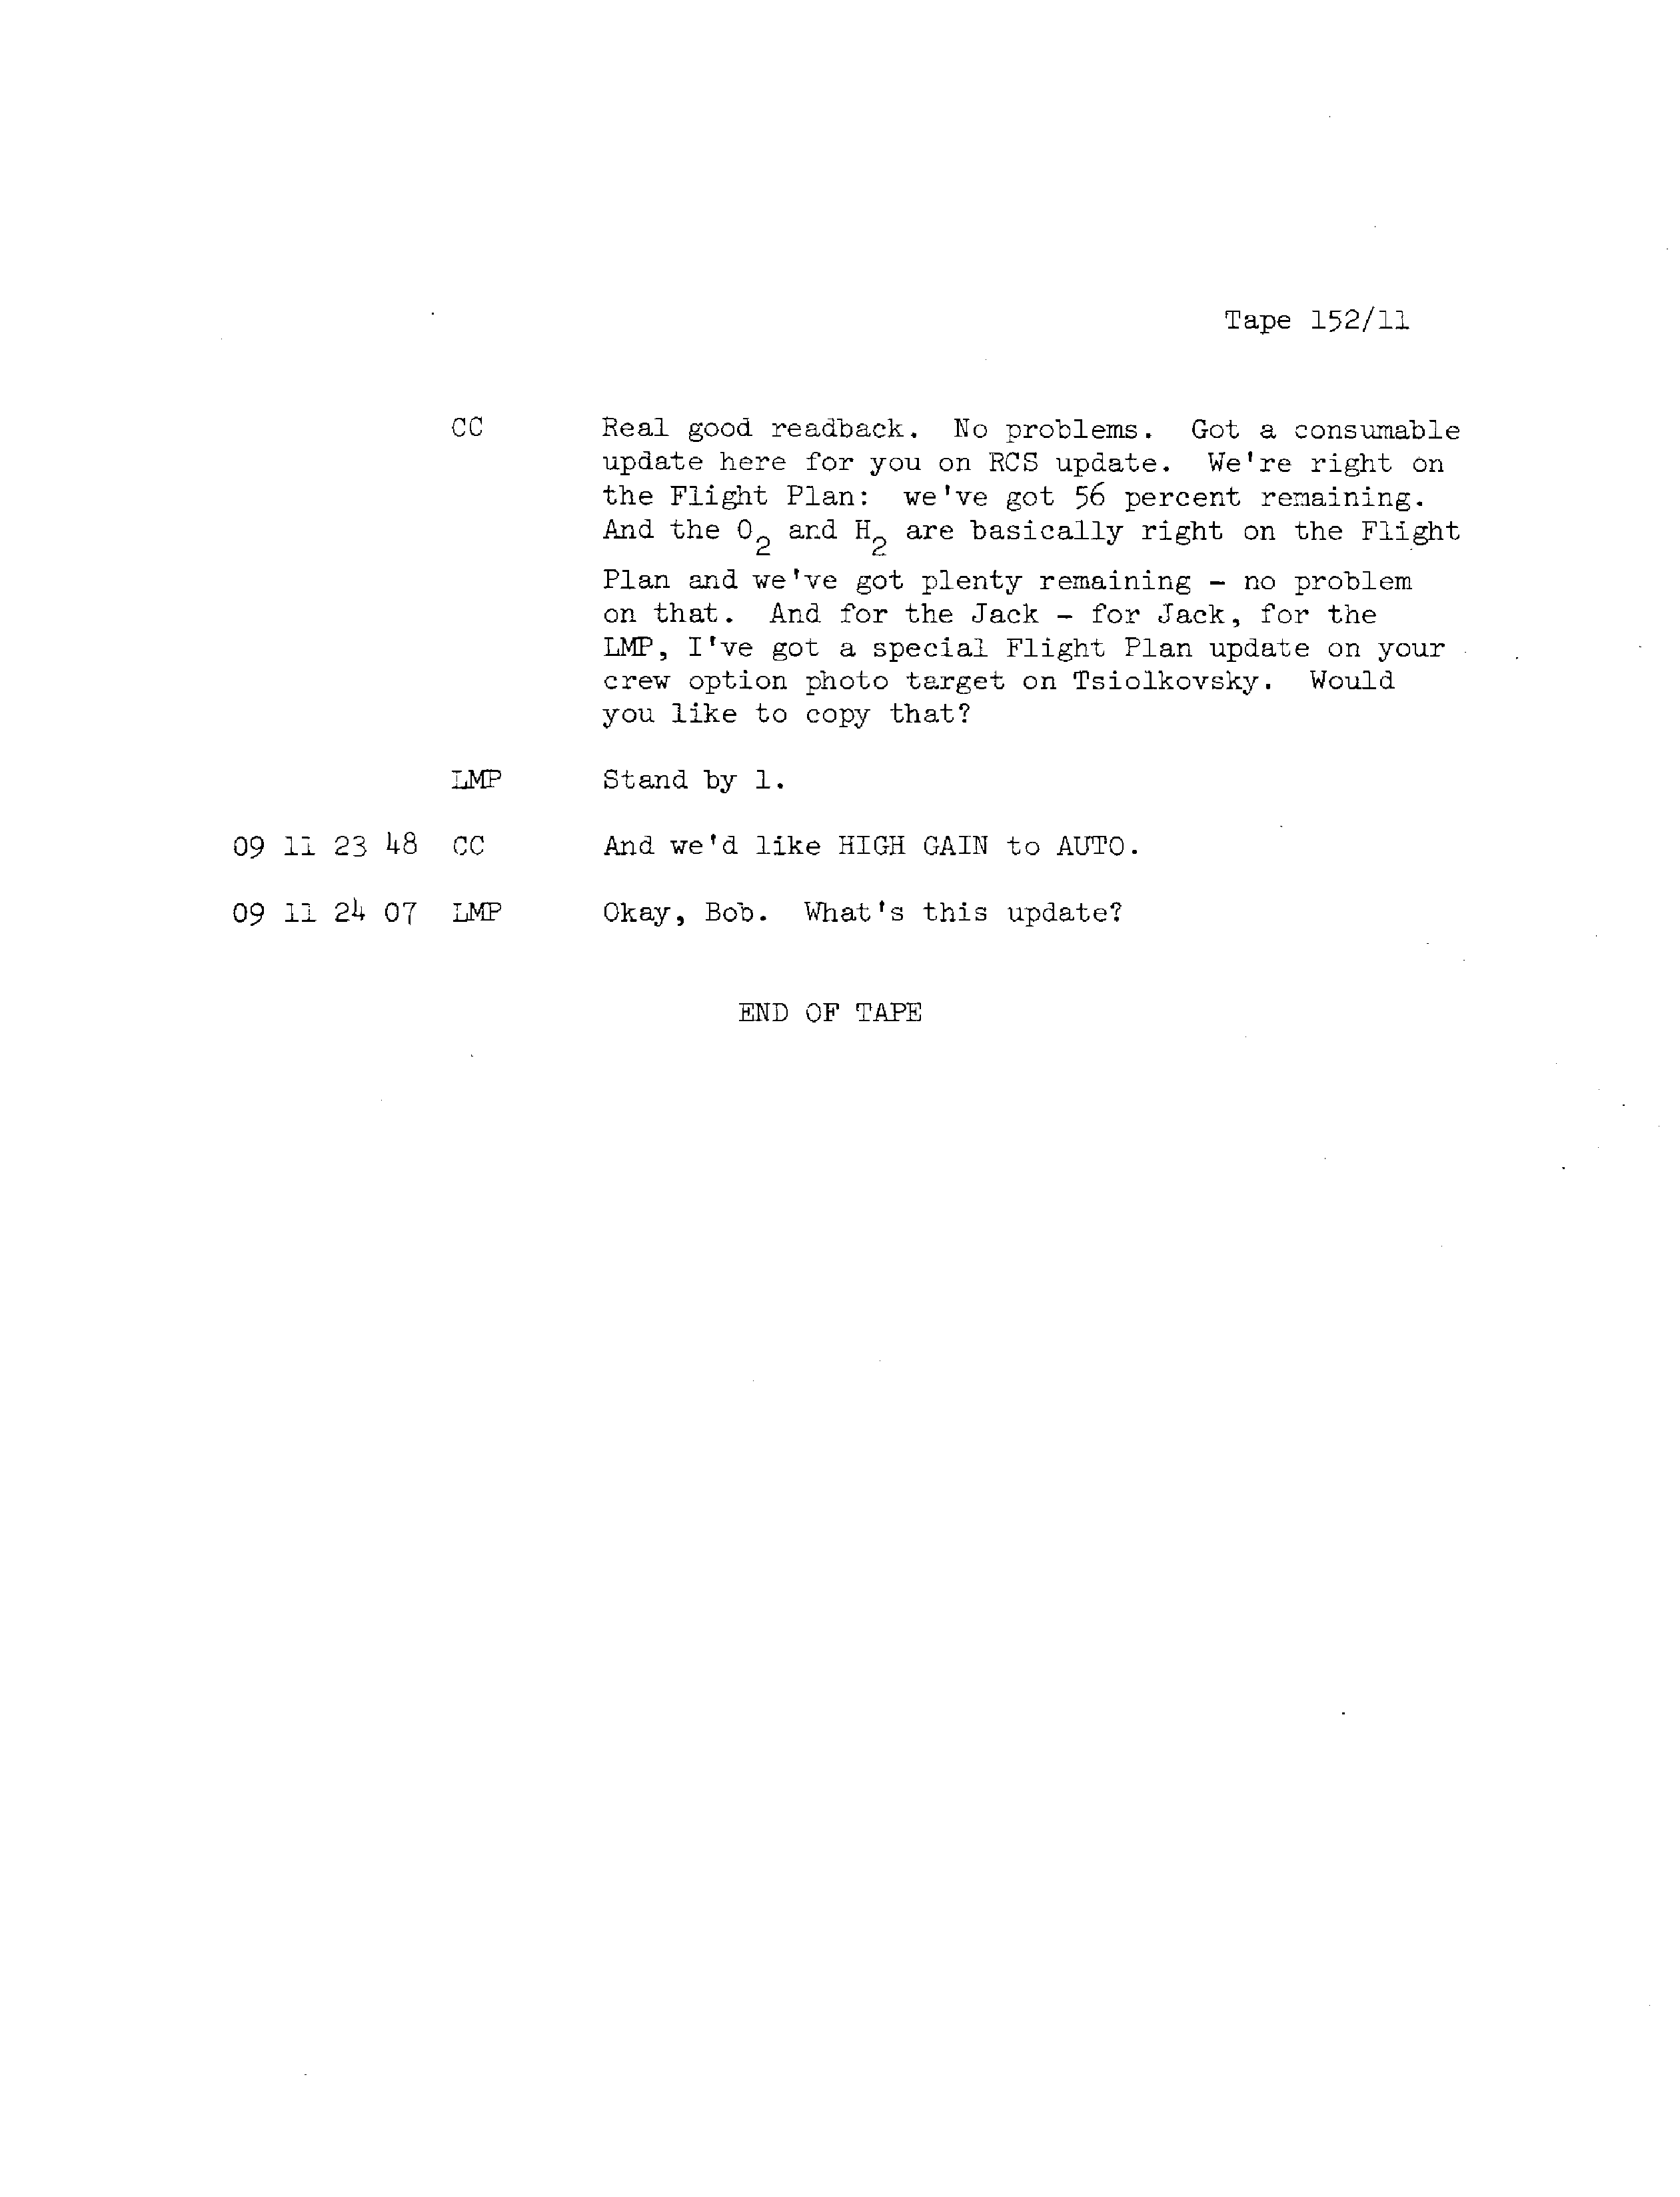 Tape 152/11
CC Real good readback. No problems. Got a consumable
update here for you on RCS update. We're right on
the Flight Plan: we've got 56 percent remaining.
And the O2 and H2 are basically right on the Flight
Plan and we've got plenty remaining - no problem
on that. And for the Jack - for Jack, for the
LMP, I've got a special Flight Plan update on your
crew option photo target on Tsiolkovsky. Would
you like to copy that?
LMP Stand by 1.
09 11 23 48 CC And we'd like HIGH GAIN to AUTO.
09 11 24 07 LMP Okay, Bob. What's this update?
END OF TAPE